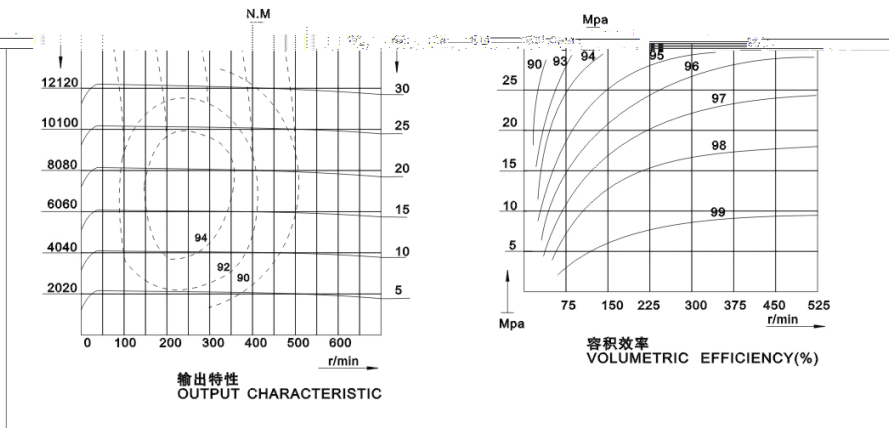 N.M
12120
10100
8080
6060
4040
2020
30
25
20
15
10
5
94
92
90
0 100 200 300 400 500 600
r/min
输出特性
OUTPUT CHARACTERISTIC
Mpa
90 93 94 95 96
97
98
99
25
20
15
10
5
Mpa
75 150 225 300 375 450 525
r/min
容积效率
VOLUMETRIC EFFICIENCY(%)